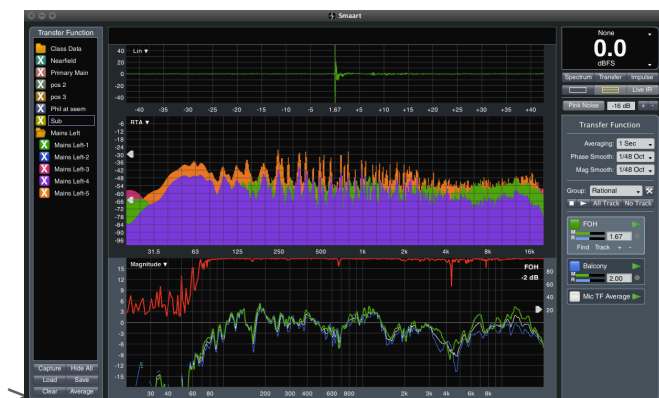 Smaart
Transfer Function
Class Data
Nearfield
Primary Main
pos 2
pos 3
Phil at seem
Sub
Mains Left
Mains Left-1
Mains Left-2
Mains Left-3
Mains Left-4
Mains Left-5
Capture Hide All
Load Save
Clear Average
Lin ▼
40
20
0
-20
-40
-40 -35 -30 -25 -20 -15 -10 -5 1.67 +5 +10 +15 +20 +25 +30 +35 +40
RTA ▼
-6
-12
-18
-24
-30
-36
-42
-48
-54
-60
-66
-72
-78
-84
-90
-96
31.5 63 125 250 500 1k 2k 4k 8k 16k
Magnitude ▼
FOH
-2 dB
15
12
9
6
3
0
-3
-6
-9
-12
-15
80
60
40
20
30 40 60 80 200 300 400 600 800 2k 3k 4k 6k 8k
None
0.0
dBFS
Spectrum Transfer Impulse
Live IR
Pink Noise -16 dB + -
Transfer Function
Averaging: 1 Sec
Phase Smooth: 1/48 Oct
Mag Smooth: 1/48 Oct
Group: Rational
All Track No Track
FOH
M
R
1.67
Find Track + -
Balcony
M
R
2.00
Mic TF Average